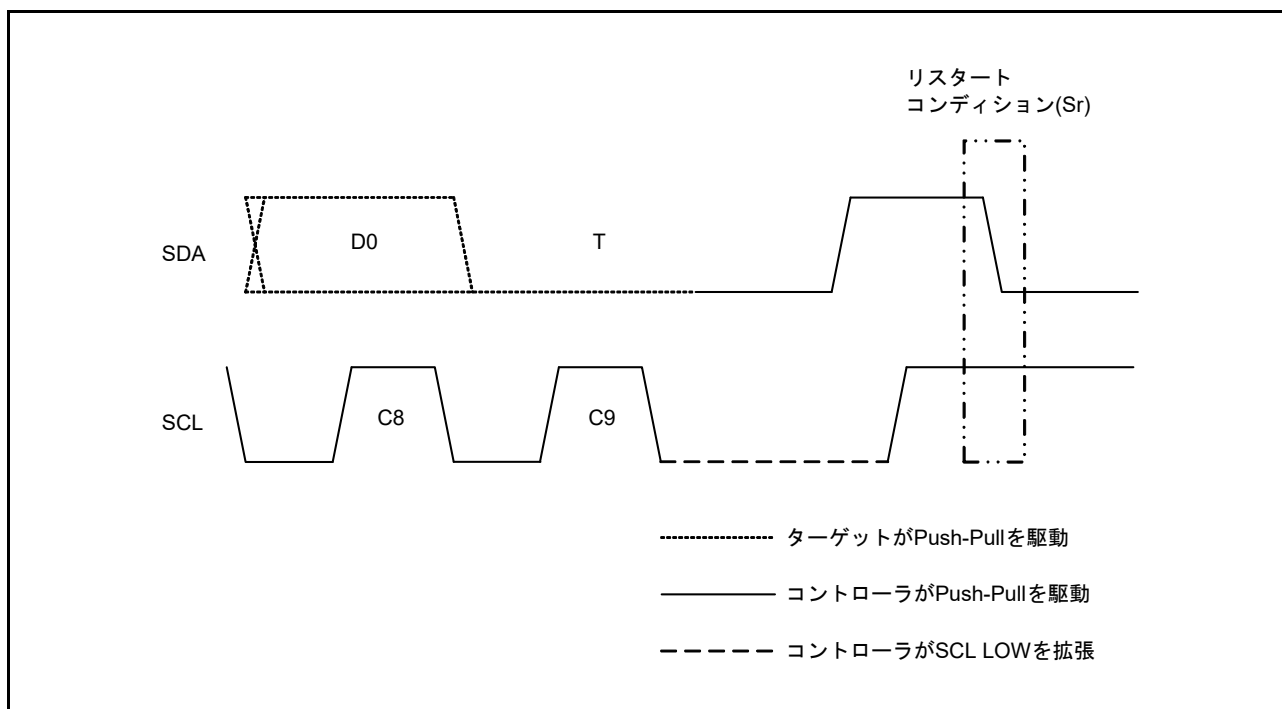 リスタート
コンディション(Sr)
SDA
D0
T
SCL
C8
C9
ターゲットがPush-Pullを駆動
コントローラがPush-Pullを駆動
コントローラがSCL LOWを拡張